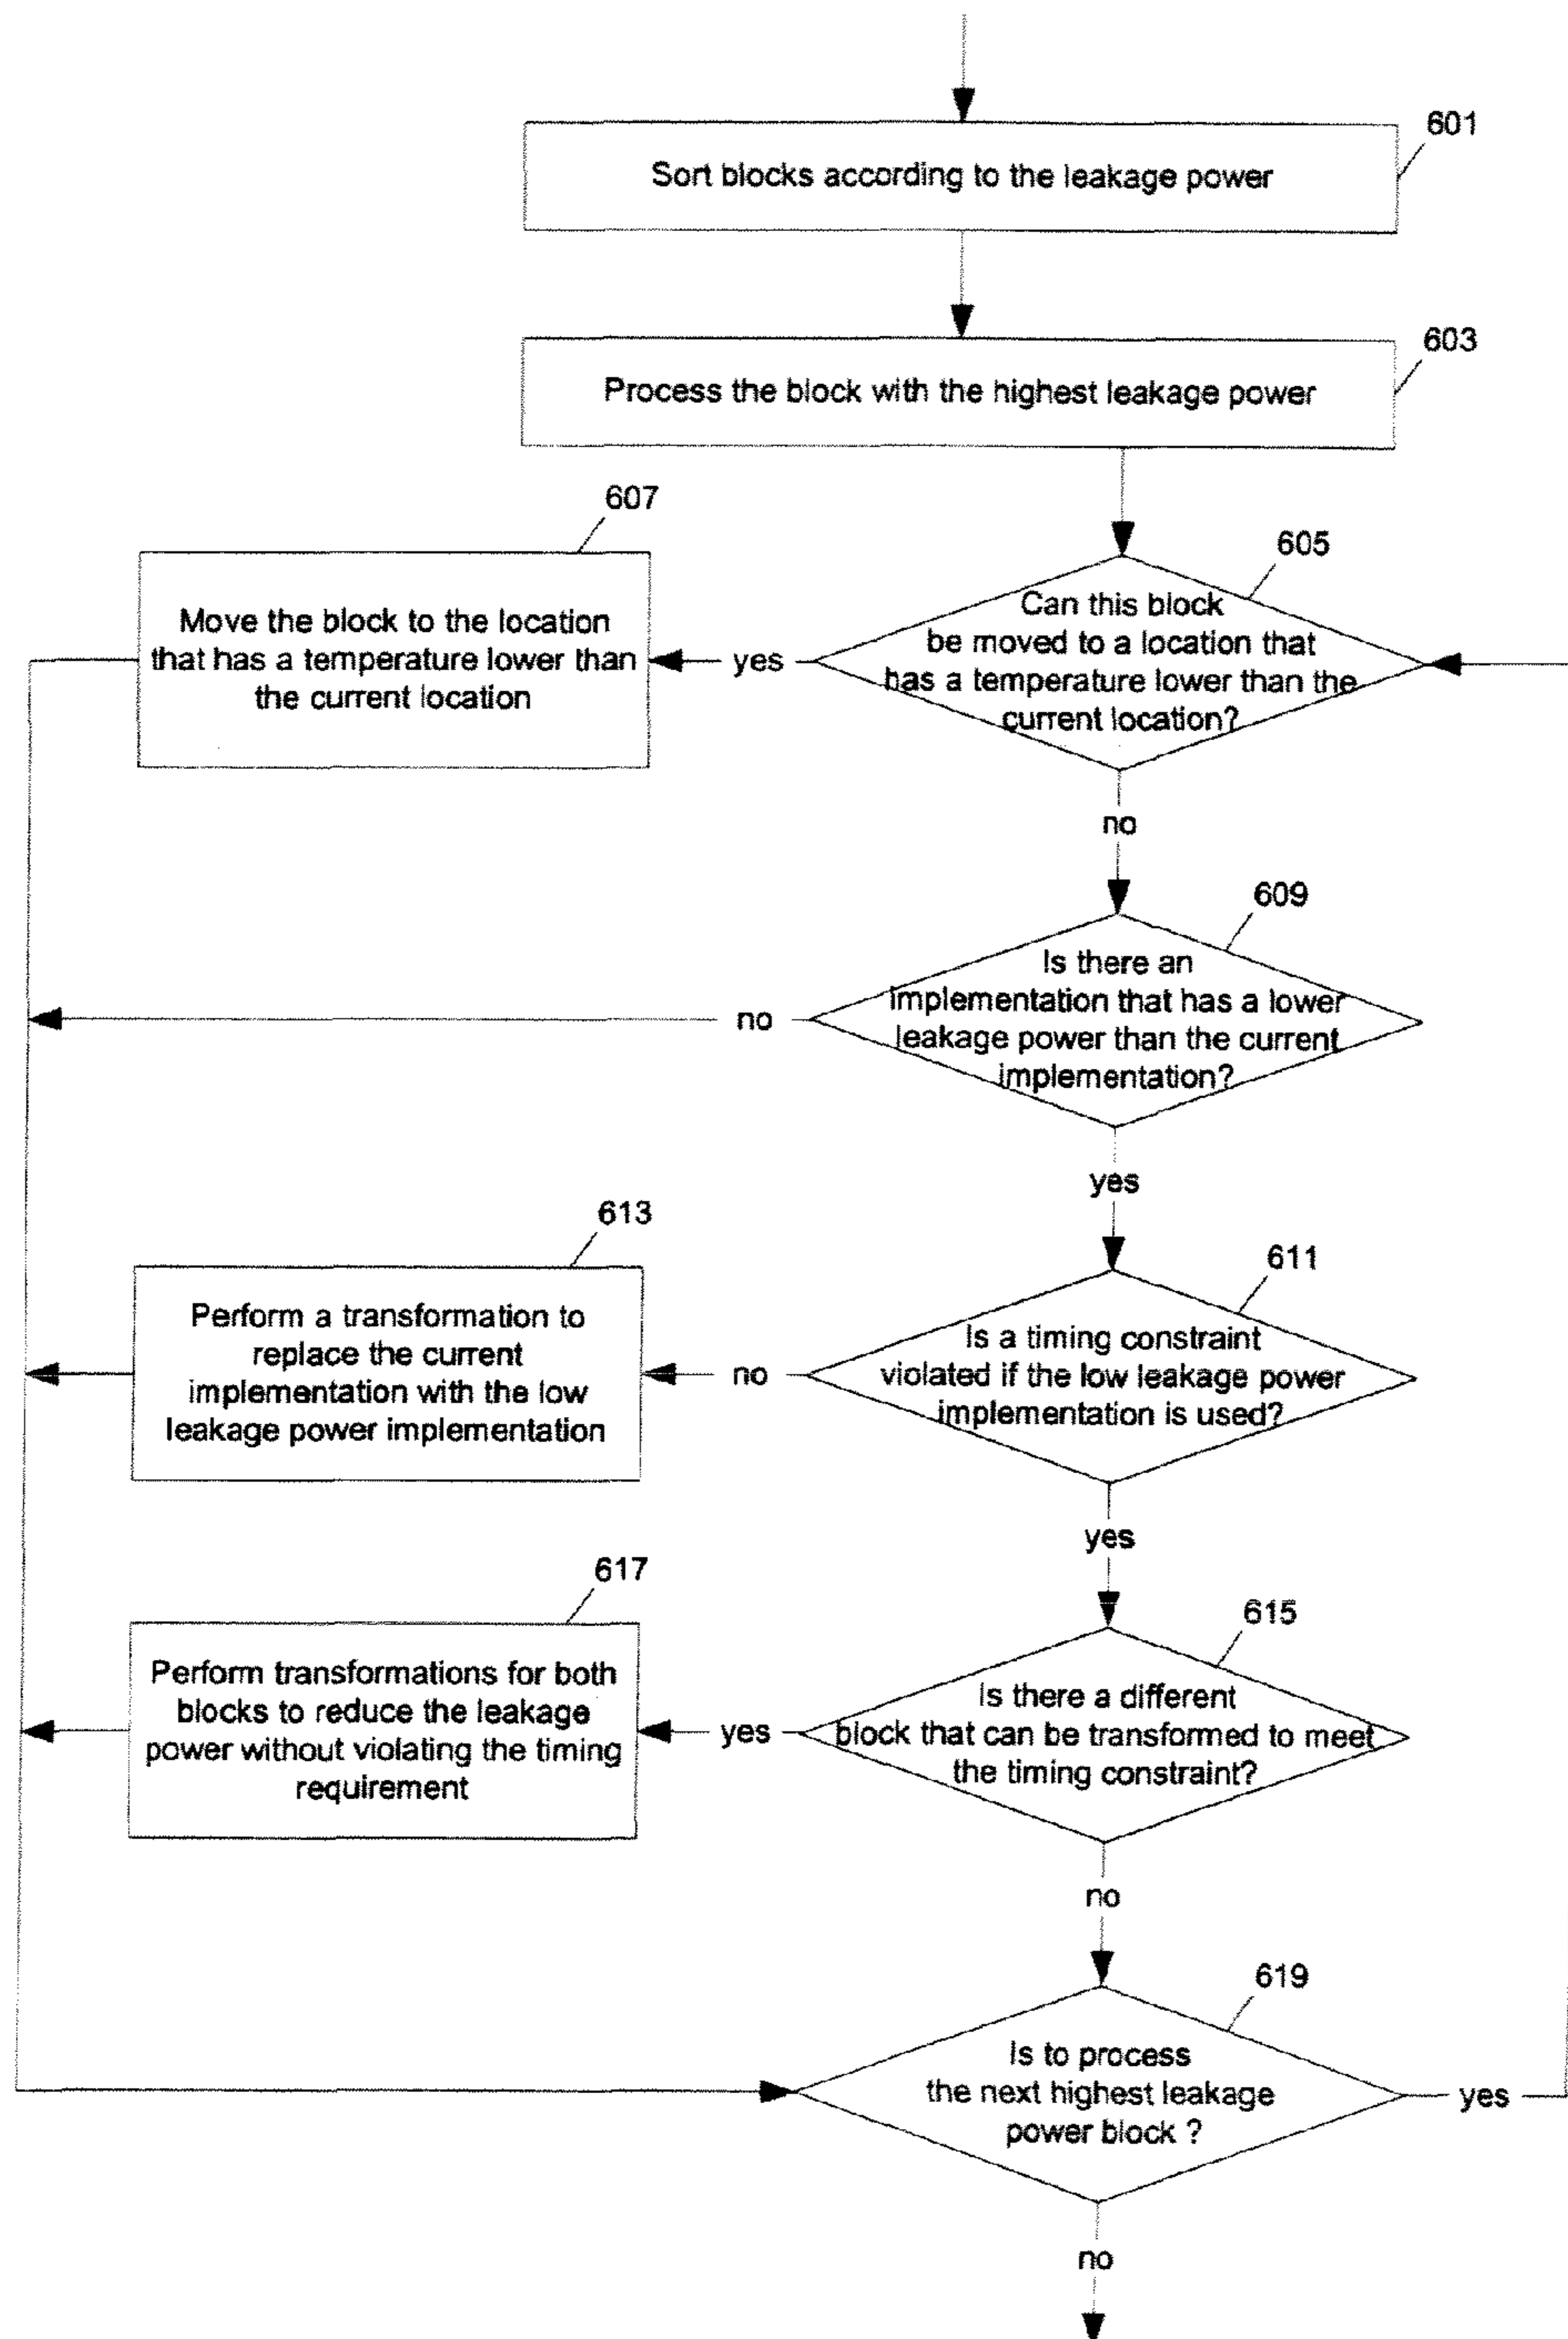 601
Sort blocks according to the leakage power
603
Process the block with the highest leakage power
607
605
Move the block to the location
that has a temperature lower than
the current location
yes
Can this block
be moved to a location that
has a temperature lower than the
current location?
no
609
Is there an
implementation that has a lower
leakage power than the current
implementation?
no
yes
613
611
Perform a transformation to
replace the current
implementation with the low
leakage power implementation
no
Is a timing constraint
violated if the low leakage power
implementation is used?
yes
617
615
Perform transformations for both
blocks to reduce the leakage
power without violating the timing
requirement
yes
Is there a different
block that can be transformed to meet
the timing constraint?
no
619
Is to process
the next highest leakage
power block ?
yes
no